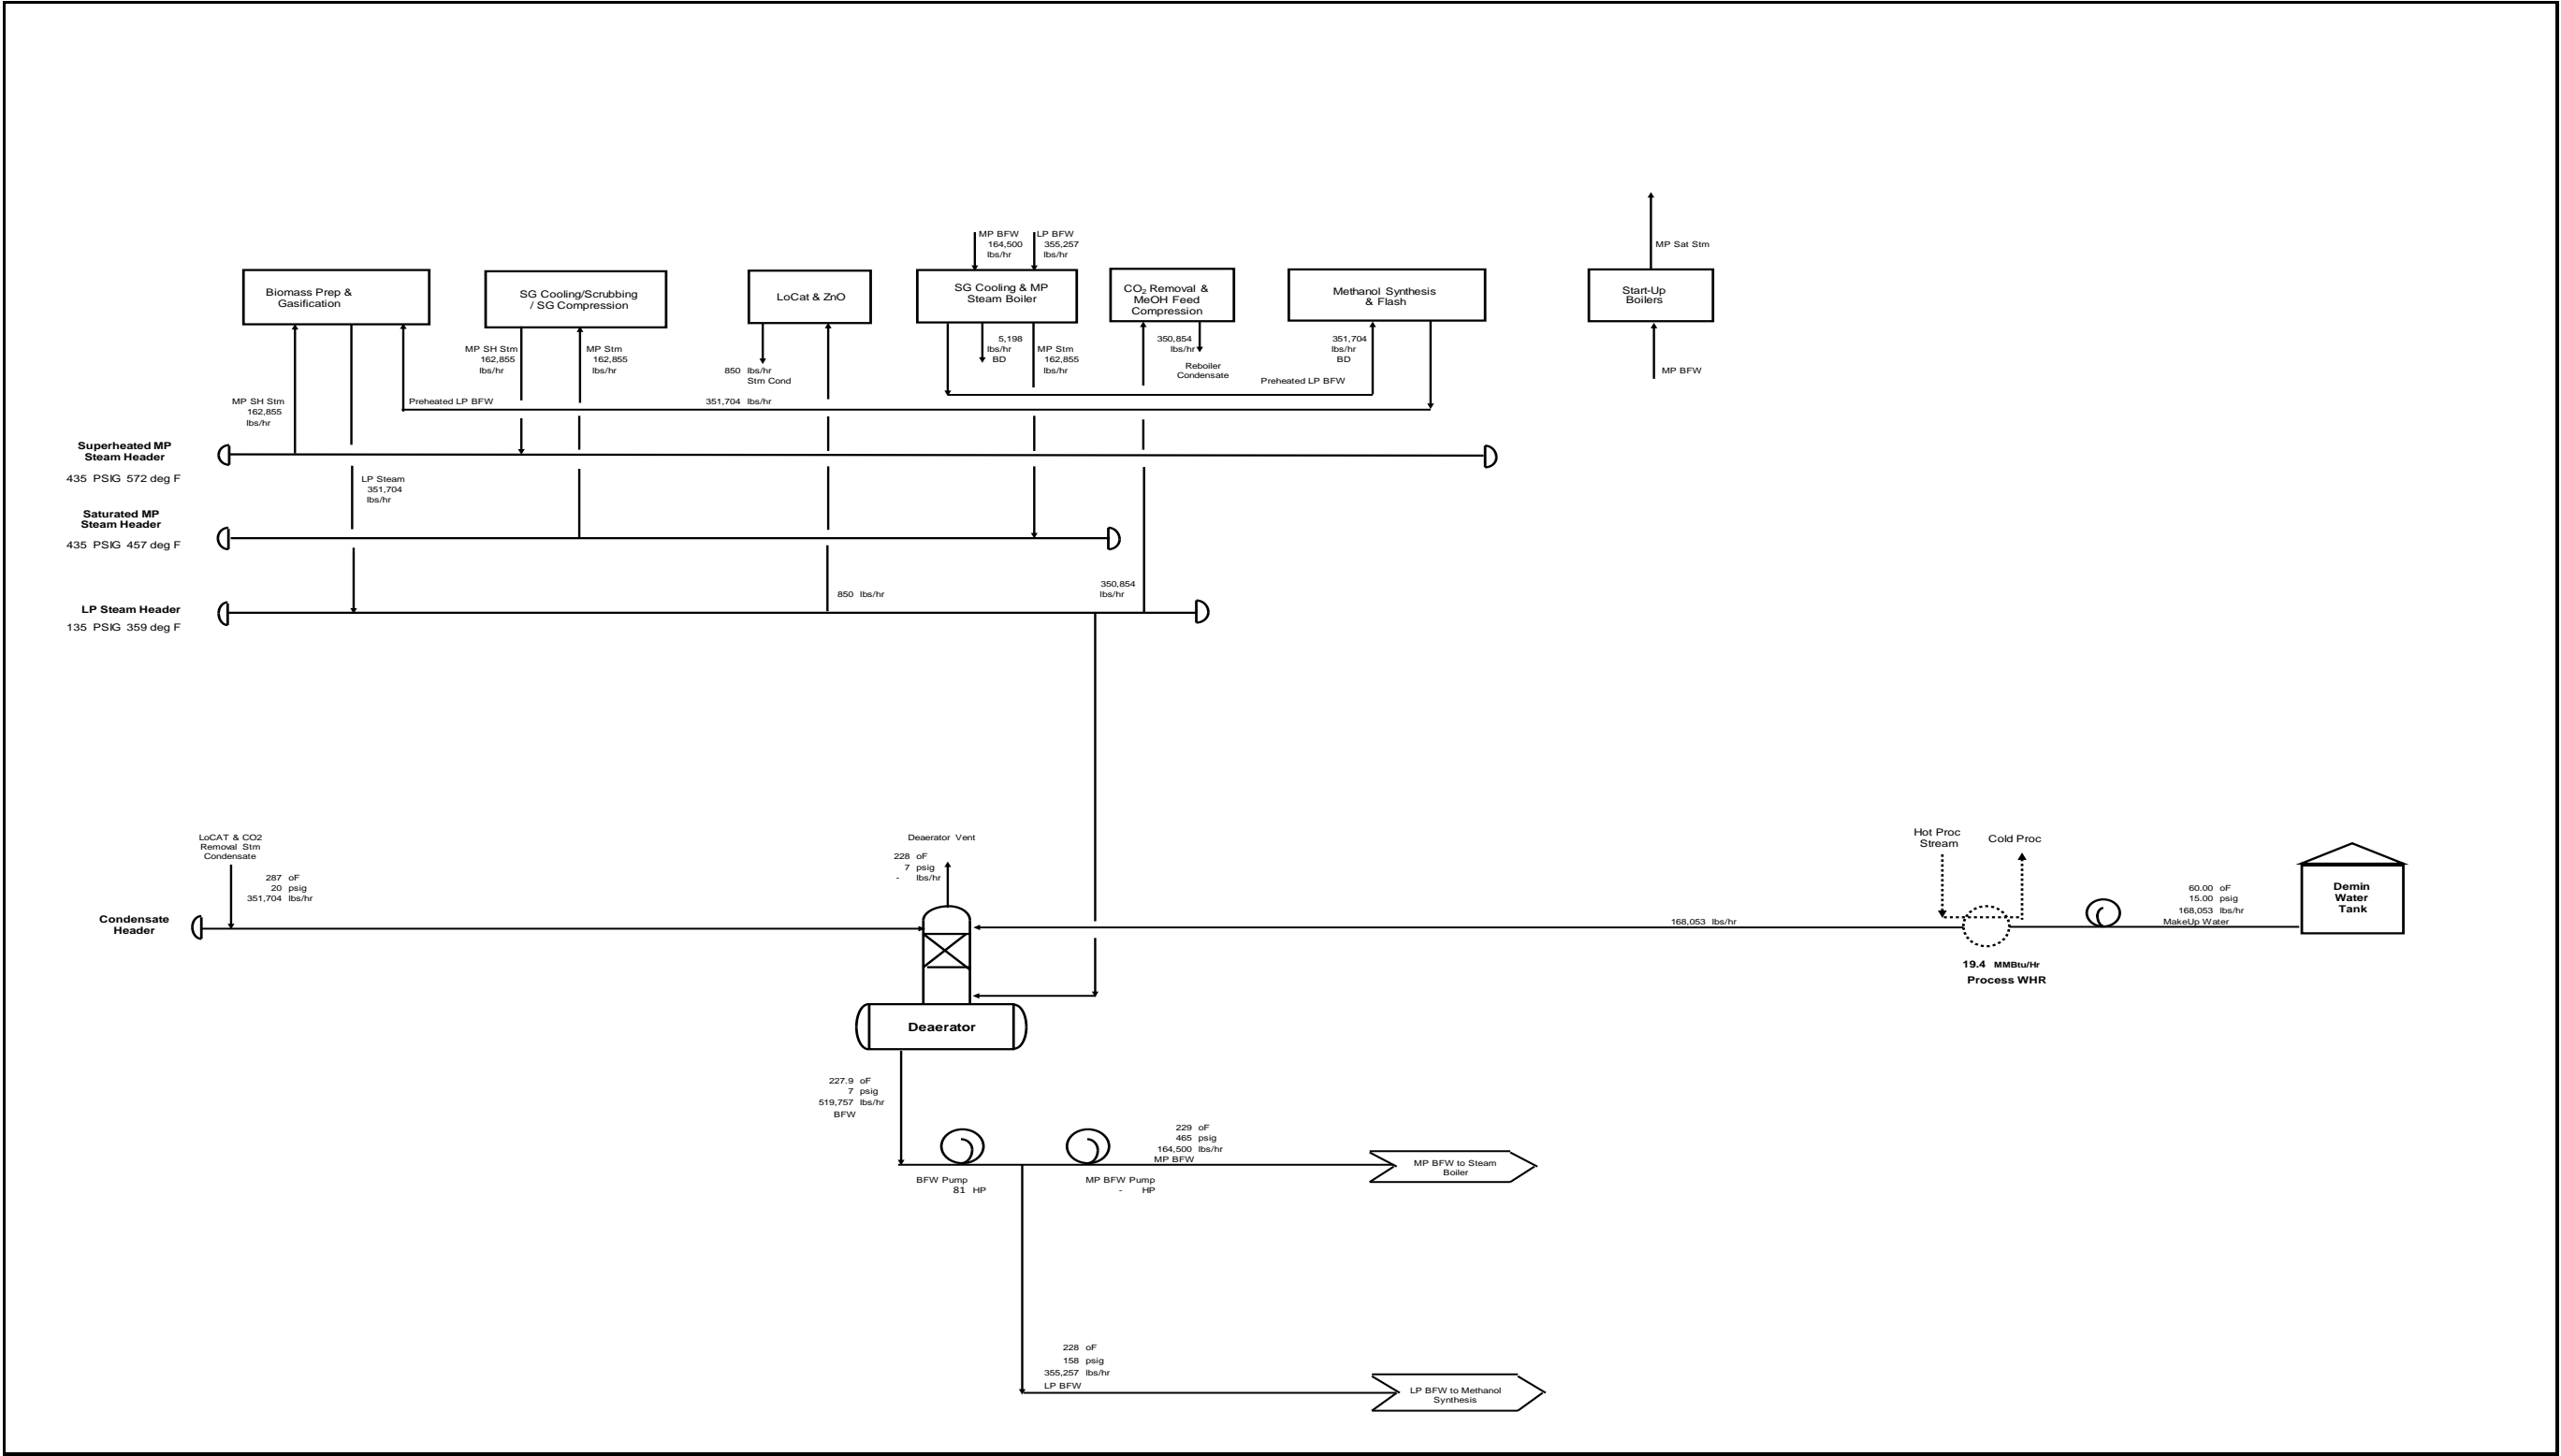 MP BFW
164,500
lbs/hr
LP BFW
355,257
lbs/hr
MP Sat Stm
Biomass Prep &
Gasification
SG Cooling/Scrubbing
/ SG Compression
LoCat & ZnO
SG Cooling & MP
Steam Boiler
CO₂ Removal &
MeOH Feed
Compression
Methanol Synthesis
& Flash
Start-Up
Boilers
MP SH Stm
162,855
lbs/hr
MP Stm
162,855
lbs/hr
850 lbs/hr
Stm Cond
5,198
lbs/hr
BD
MP Stm
162,855
lbs/hr
350,854
lbs/hr
Reboiler
Condensate
351,704
lbs/hr
BD
Preheated LP BFW
MP BFW
MP SH Stm
162,855
lbs/hr
Preheated LP BFW
351,704 lbs/hr
Superheated MP
Steam Header
435 PSIG 572 deg F
LP Steam
351,704
lbs/hr
Saturated MP
Steam Header
435 PSIG 457 deg F
850 lbs/hr
350,854
lbs/hr
LP Steam Header
135 PSIG 359 deg F
LoCAT & CO2
Removal Stm
Condensate
287 oF
20 psig
351,704 lbs/hr
Condensate
Header
Deaerator Vent
228 oF
7 psig
- lbs/hr
168,053 lbs/hr
Hot Proc
Stream
Cold Proc
19.4 MMBtu/Hr
Process WHR
60.00 oF
15.00 psig
168,053 lbs/hr
MakeUp Water
Demin
Water
Tank
Deaerator
227.9 oF
7 psig
519,757 lbs/hr
BFW
BFW Pump
81 HP
229 oF
465 psig
164,500 lbs/hr
MP BFW
MP BFW Pump
- HP
MP BFW to Steam
Boiler
228 oF
158 psig
355,257 lbs/hr
LP BFW
LP BFW to Methanol
Synthesis